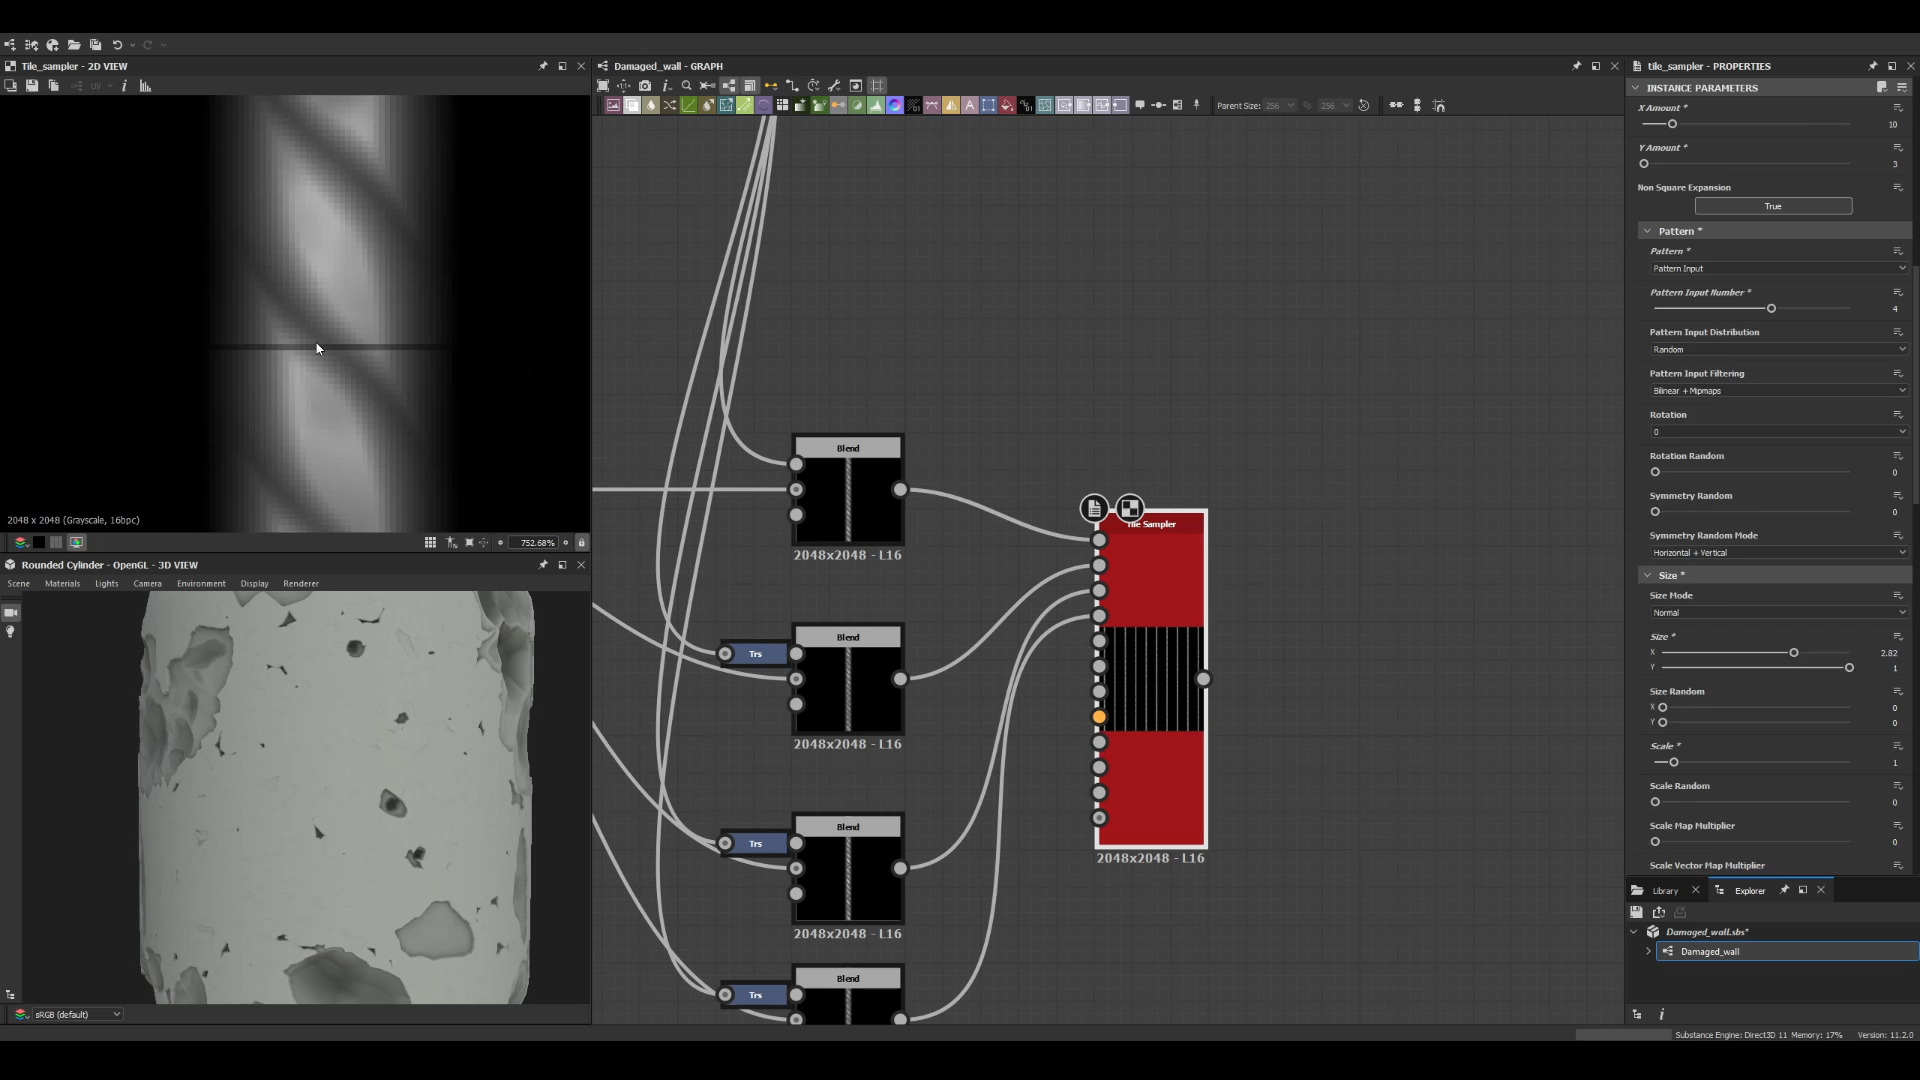 Tile_sampler - 2D VIEW
UV
2048 x 2048 (Grayscale, 16bpc)
752.68%
Rounded Cylinder - OpenGL - 3D VIEW
Scene Materials Lights Camera Environment Display Renderer
sRGB (default)
Damaged_wall - GRAPH
Parent Size: 256 256
Blend
2048x2048 - L16
Trs
Blend
2048x2048 - L16
Trs
Blend
2048x2048 - L16
Trs
Blend
Tile Sampler
2048x2048 - L16
tile_sampler - PROPERTIES
INSTANCE PARAMETERS
X Amount *
10
Y Amount *
3
Non Square Expansion
True
Pattern *
Pattern *
Pattern Input
Pattern Input Number *
4
Pattern Input Distribution
Random
Pattern Input Filtering
Bilinear + Mipmaps
Rotation
0
Rotation Random
0
Symmetry Random
0
Symmetry Random Mode
Horizontal + Vertical
Size *
Size Mode
Normal
Size *
X 2.82
Y 1
Size Random
X 0
Y 0
Scale *
1
Scale Random
0
Scale Map Multiplier
0
Scale Vector Map Multiplier
Library Explorer
Damaged_wall.sbs*
Damaged_wall
Substance Engine: Direct3D 11 Memory: 17% Version: 11.2.0